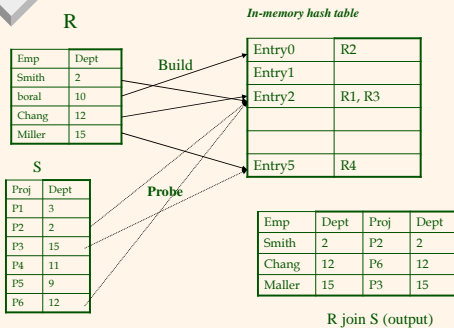 R
In-memory hash table
Emp Dept
Smith 2
boral 10
Chang 12
Miller 15
Build
Entry0 R2
Entry1
Entry2 R1, R3
Entry5 R4
S
Proj Dept
P1 3
P2 2
P3 15
P4 11
P5 9
P6 12
Probe
Emp Dept Proj Dept
Smith 2 P2 2
Chang 12 P6 12
Maller 15 P3 15
R join S (output)